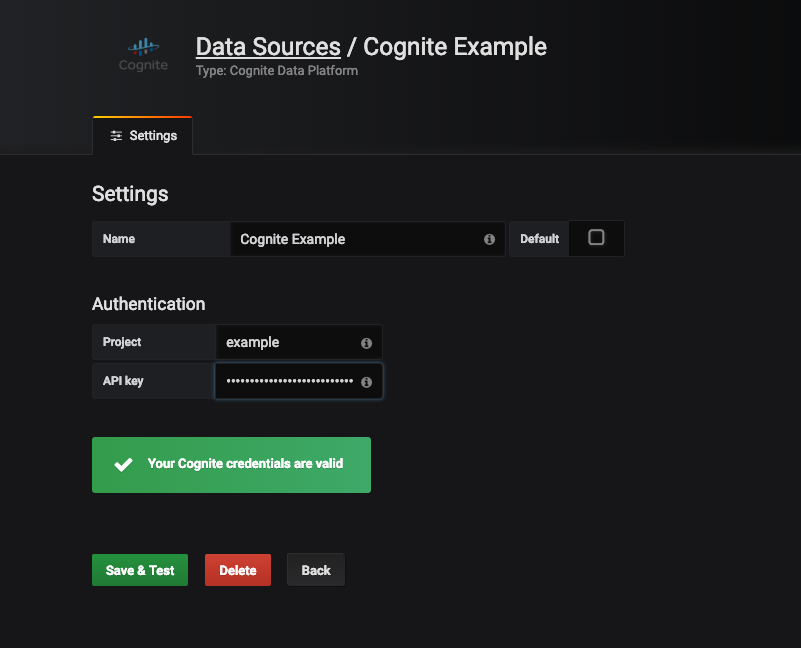 Cognite
Data Sources / Cognite Example
Type: Cognite Data Platform
Settings
Settings
Name Cognite Example Default
Authentication
Project example
API key ••••••••••••••••••••••••••
Your Cognite credentials are valid
Save & Test Delete Back